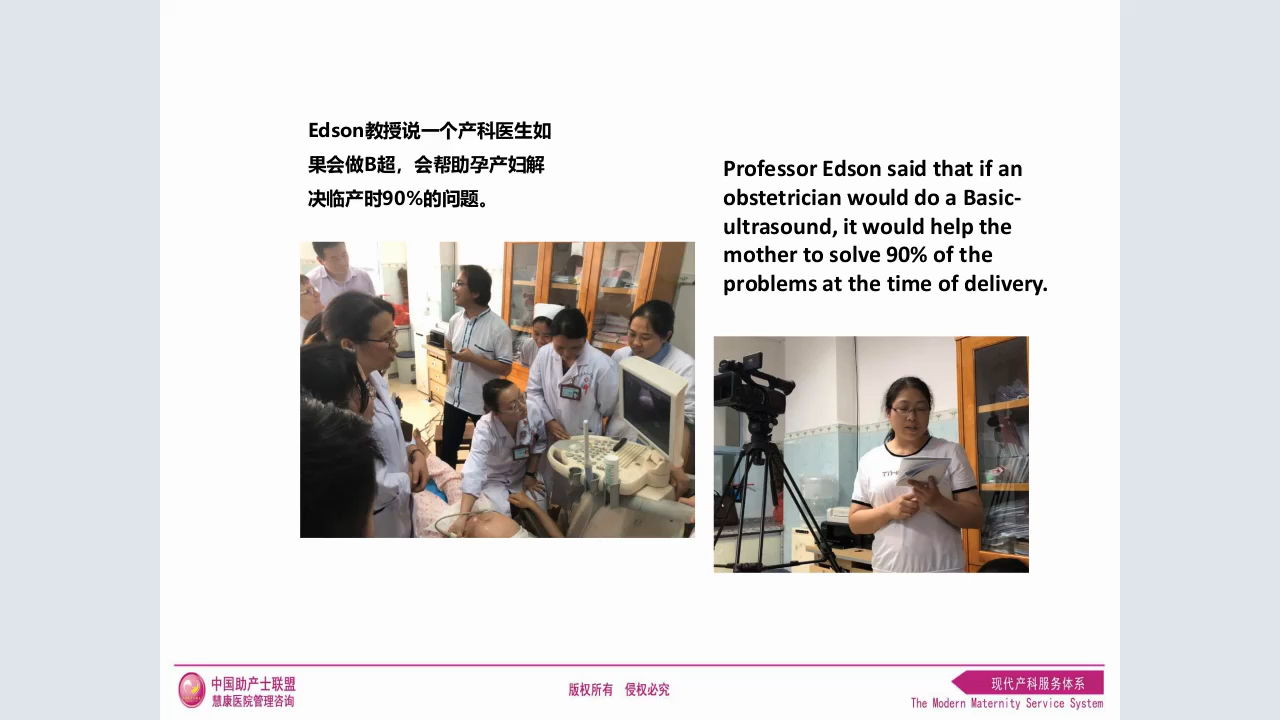 Edson教授说一个产科医生如
果会做B超，会帮助孕产妇解
决临产时90%的问题。
Professor Edson said that if an
obstetrician would do a Basic-
ultrasound, it would help the
mother to solve 90% of the
problems at the time of delivery.
中国助产士联盟
慧康医院管理咨询
版权所有 侵权必究
现代产科服务体系
The Modern Maternity Service System